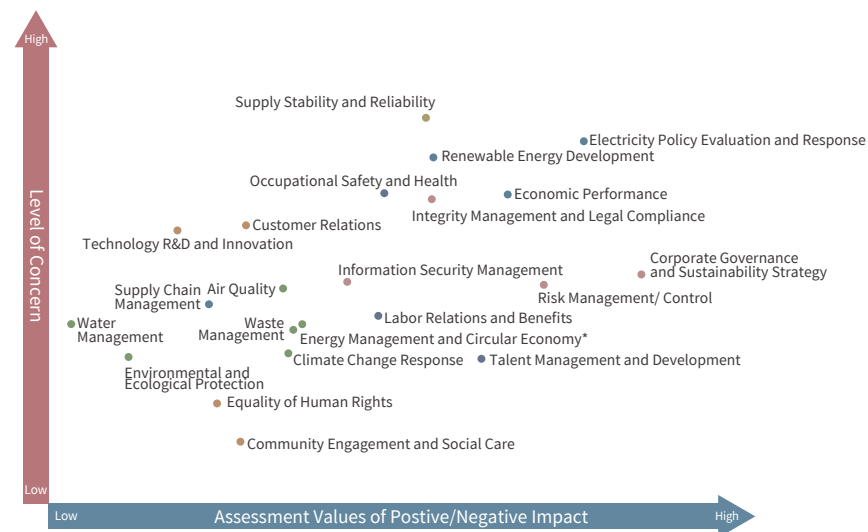 High
Supply Stability and Reliability
Electricity Policy Evaluation and Response
Renewable Energy Development
Occupational Safety and Health
Economic Performance
Integrity Management and Legal Compliance
Customer Relations
Technology R&D and Innovation
Level of Concern
Corporate Governance
and Sustainability Strategy
Information Security Management
Risk Management/ Control
Supply Chain
Management
Air Quality
Labor Relations and Benefits
Water
Management
Waste
Management
Energy Management and Circular Economy*
Climate Change Response
Talent Management and Development
Environmental and
Ecological Protection
Equality of Human Rights
Community Engagement and Social Care
Low
Low
Assessment Values of Postive/Negative Impact
High